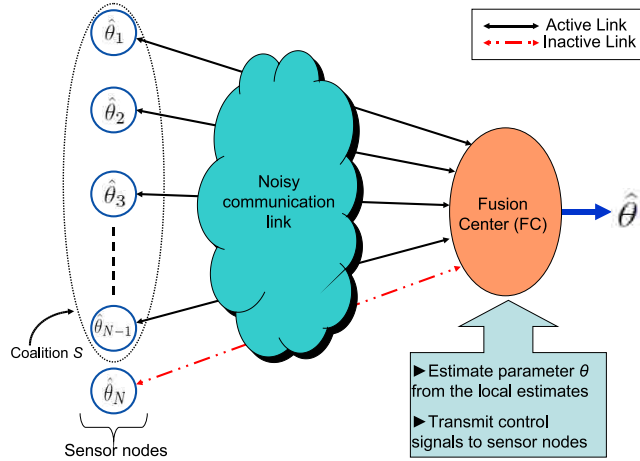 Active Link
Inactive Link
θ̂₁
θ̂₂
θ̂₃
θ̂_{N−1}
θ̂_N
Noisy
communication
link
Fusion
Center (FC)
θ̂
Coalition S
Sensor nodes
►Estimate parameter θ
from the local estimates
►Transmit control
signals to sensor nodes